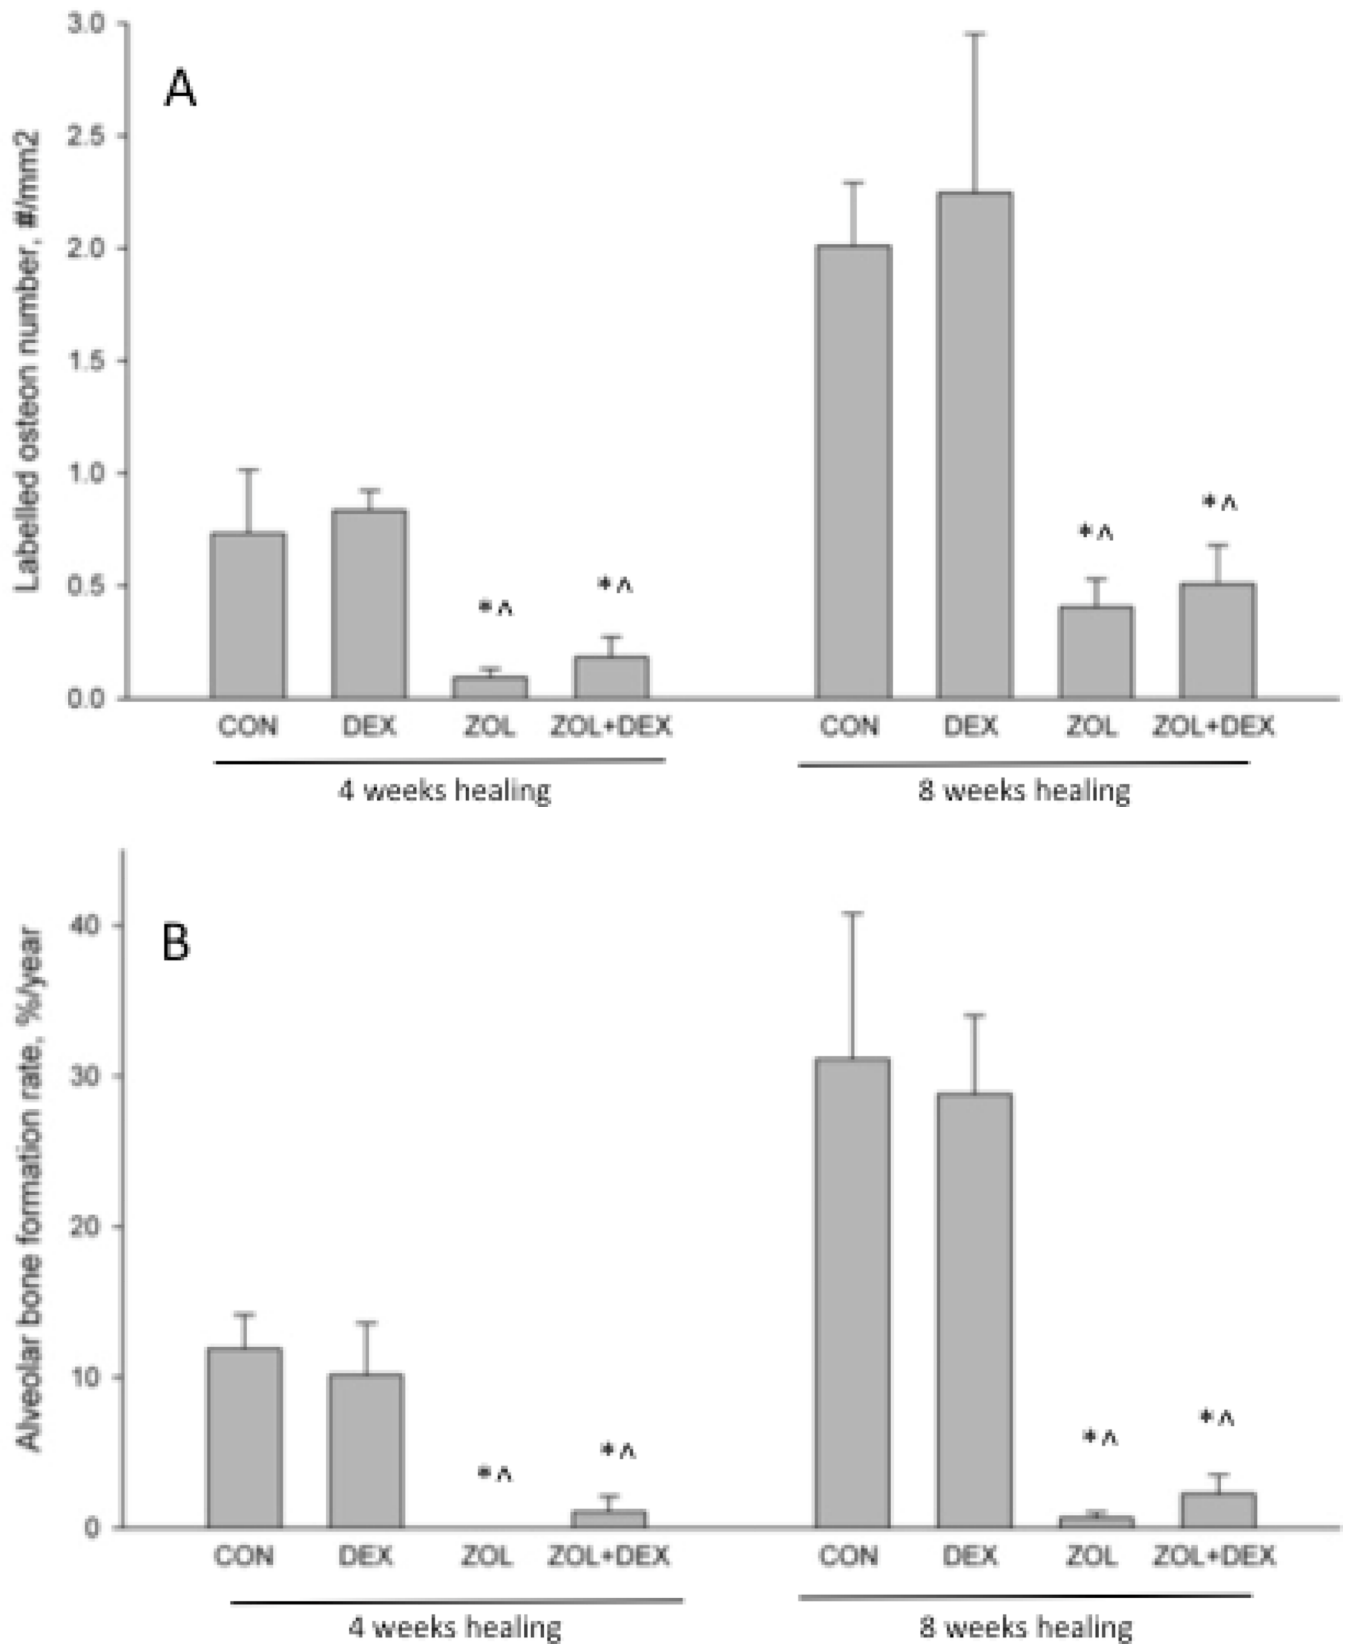 A
Labelled osteon number, #/mm2
3.0
2.5
2.0
1.5
1.0
0.5
0.0
*^ *^ *^ *^
CON DEX ZOL ZOL+DEX CON DEX ZOL ZOL+DEX
4 weeks healing 8 weeks healing
B
Alveolar bone formation rate, %/year
40
30
20
10
0
*^ *^ *^ *^
CON DEX ZOL ZOL+DEX CON DEX ZOL ZOL+DEX
4 weeks healing 8 weeks healing